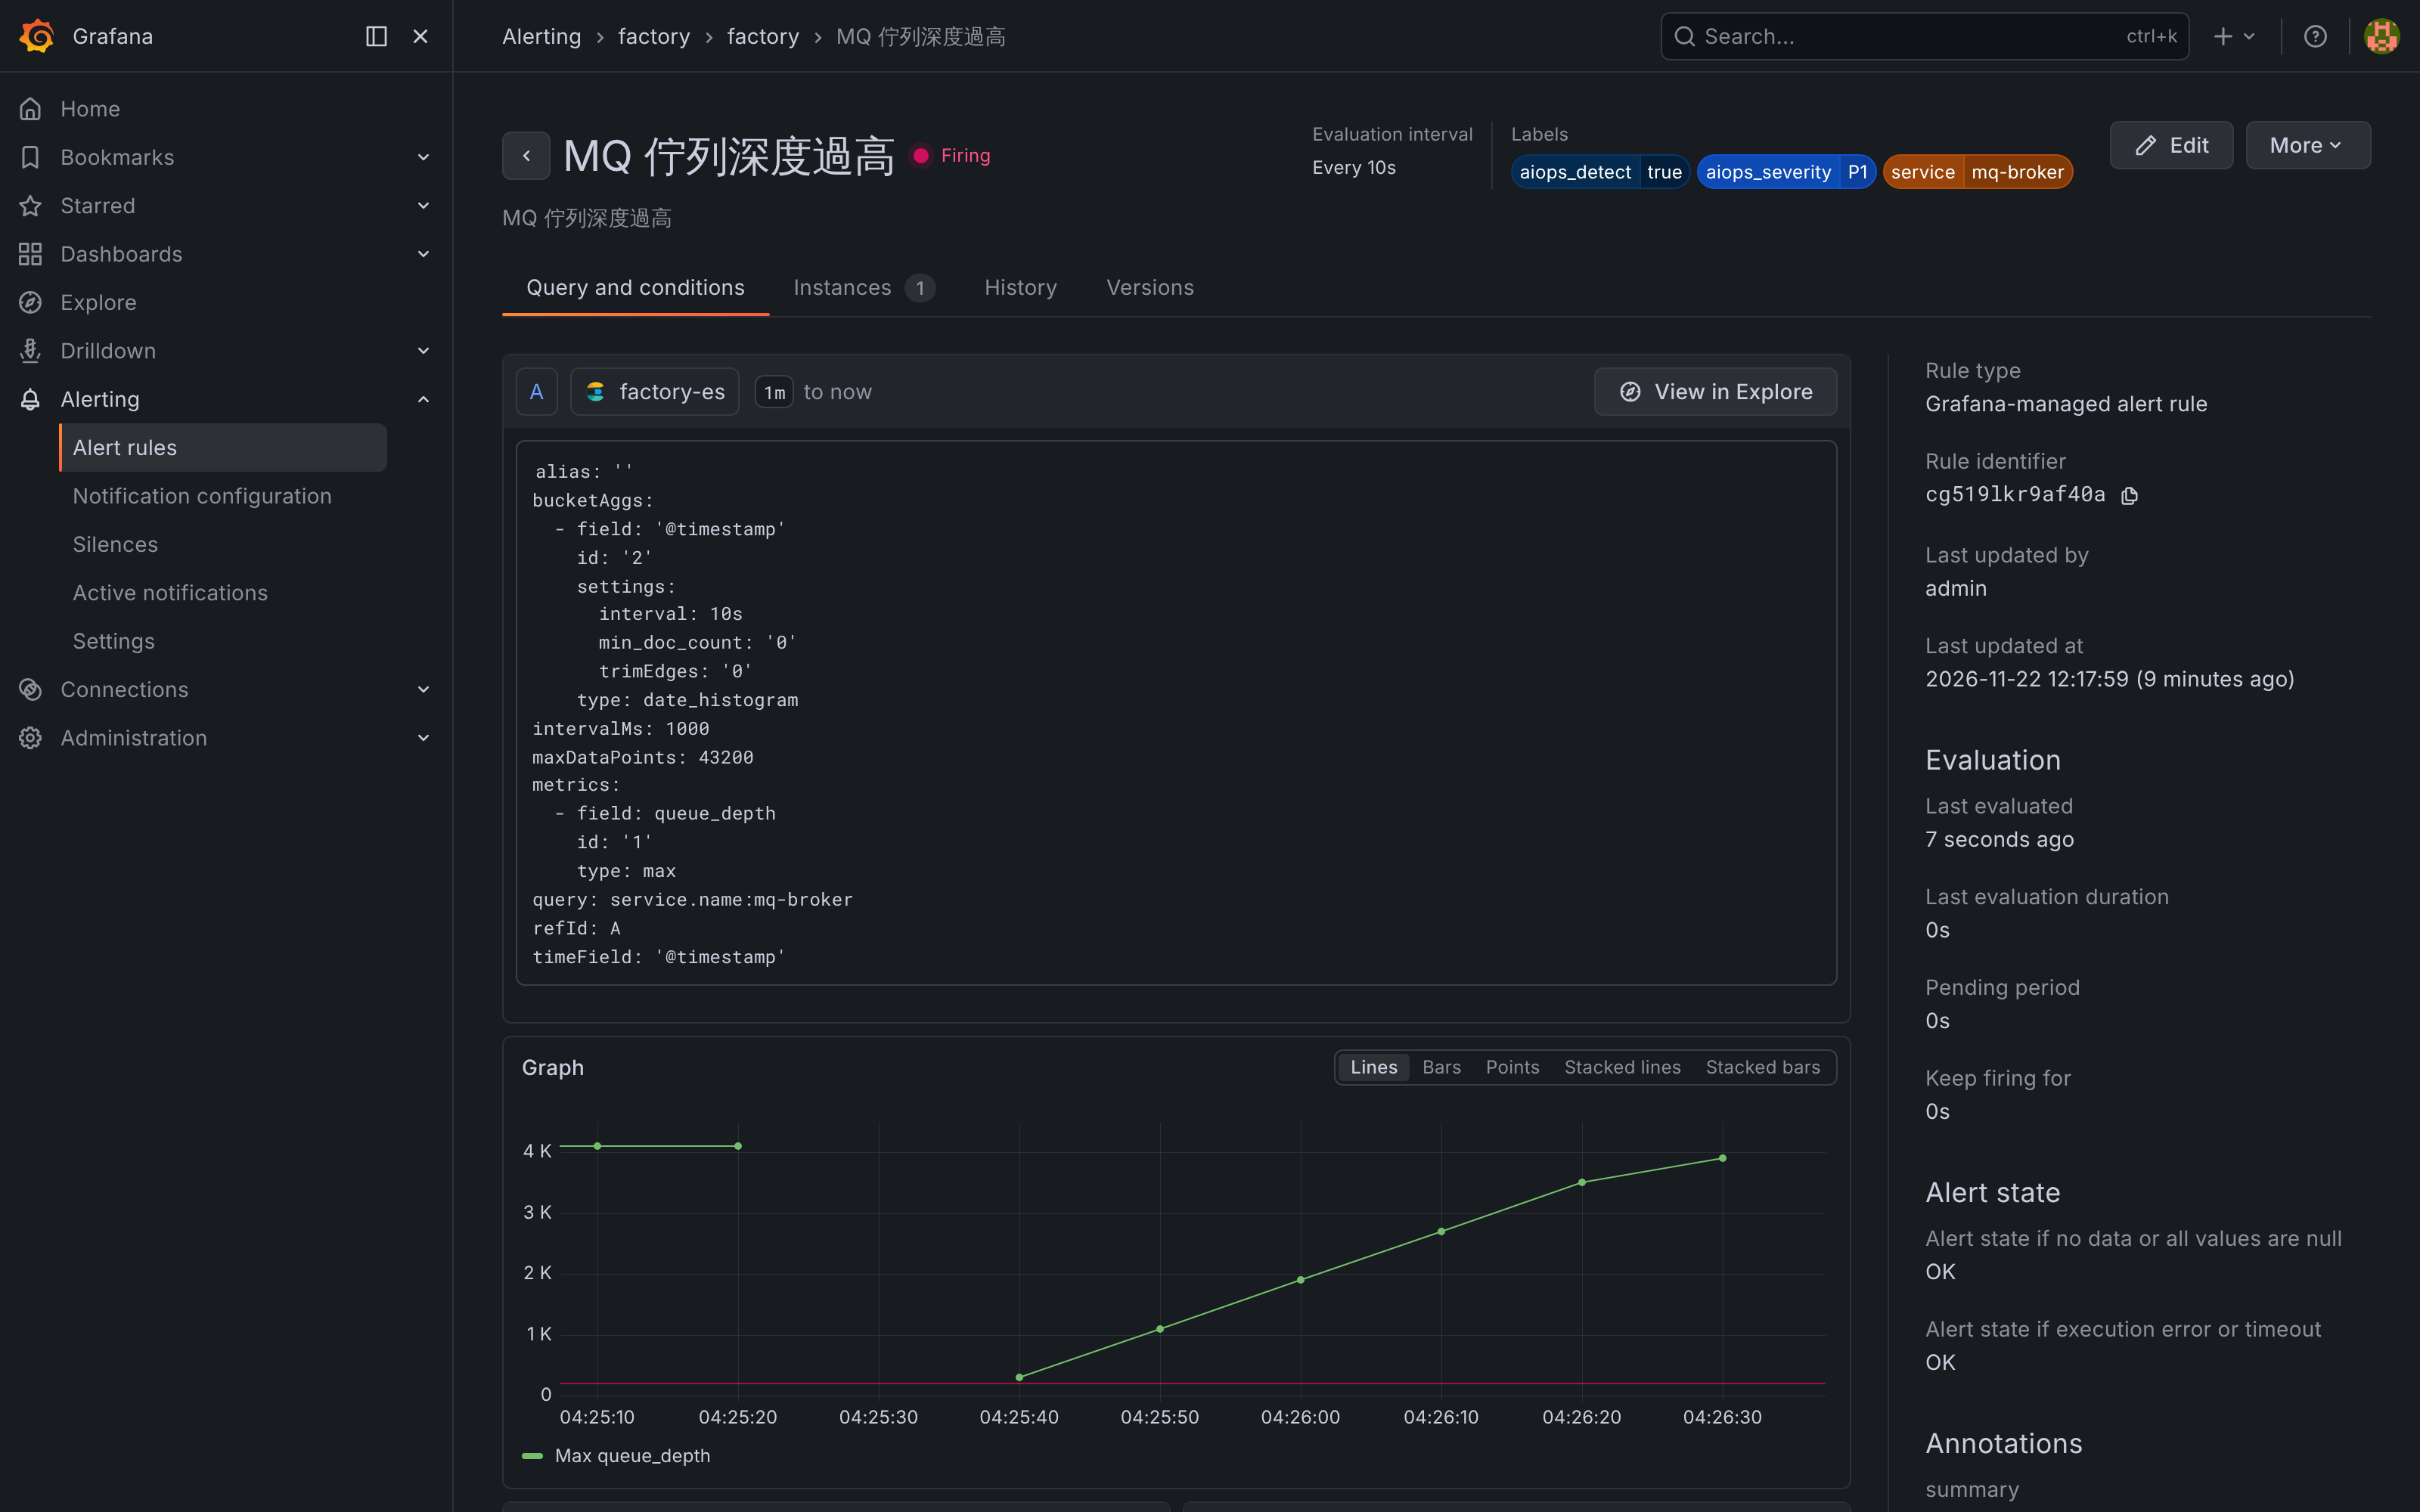 Grafana
Alerting › factory › factory › MQ 佇列深度過高
Search...
ctrl+k
Home
Bookmarks
Starred
Dashboards
Explore
Drilldown
Alerting
Alert rules
Notification configuration
Silences
Active notifications
Settings
Connections
Administration
MQ 佇列深度過高
Firing
Evaluation interval
Every 10s
Labels
aiops_detect true
aiops_severity P1
service mq-broker
Edit
More
MQ 佇列深度過高
Query and conditions
Instances 1
History
Versions
A
factory-es
1m to now
View in Explore
alias: ''
bucketAggs:
  - field: '@timestamp'
    id: '2'
    settings:
      interval: 10s
      min_doc_count: '0'
      trimEdges: '0'
    type: date_histogram
intervalMs: 1000
maxDataPoints: 43200
metrics:
  - field: queue_depth
    id: '1'
    type: max
query: service.name:mq-broker
refId: A
timeField: '@timestamp'
Graph
Lines
Bars
Points
Stacked lines
Stacked bars
4 K
3 K
2 K
1 K
0
04:25:10
04:25:20
04:25:30
04:25:40
04:25:50
04:26:00
04:26:10
04:26:20
04:26:30
Max queue_depth
Rule type
Grafana-managed alert rule
Rule identifier
cg519lkr9af40a
Last updated by
admin
Last updated at
2026-11-22 12:17:59 (9 minutes ago)
Evaluation
Last evaluated
7 seconds ago
Last evaluation duration
0s
Pending period
0s
Keep firing for
0s
Alert state
Alert state if no data or all values are null
OK
Alert state if execution error or timeout
OK
Annotations
summary